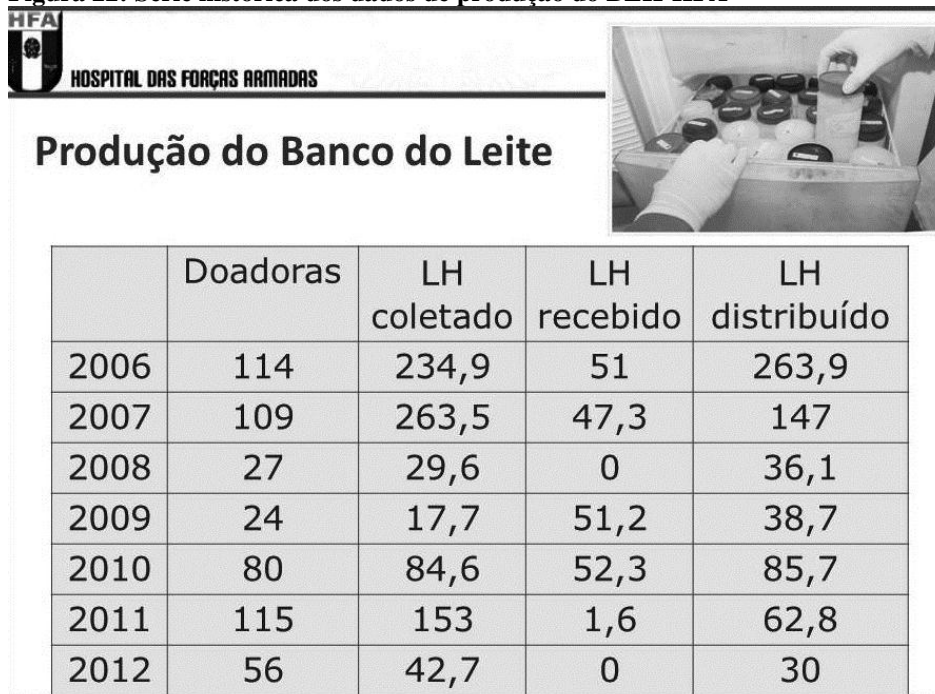 HFA
HOSPITAL DAS FORÇAS ARMADAS
Produção do Banco do Leite
Doadoras LH coletado LH recebido LH distribuído
2006 114 234,9 51 263,9
2007 109 263,5 47,3 147
2008 27 29,6 0 36,1
2009 24 17,7 51,2 38,7
2010 80 84,6 52,3 85,7
2011 115 153 1,6 62,8
2012 56 42,7 0 30